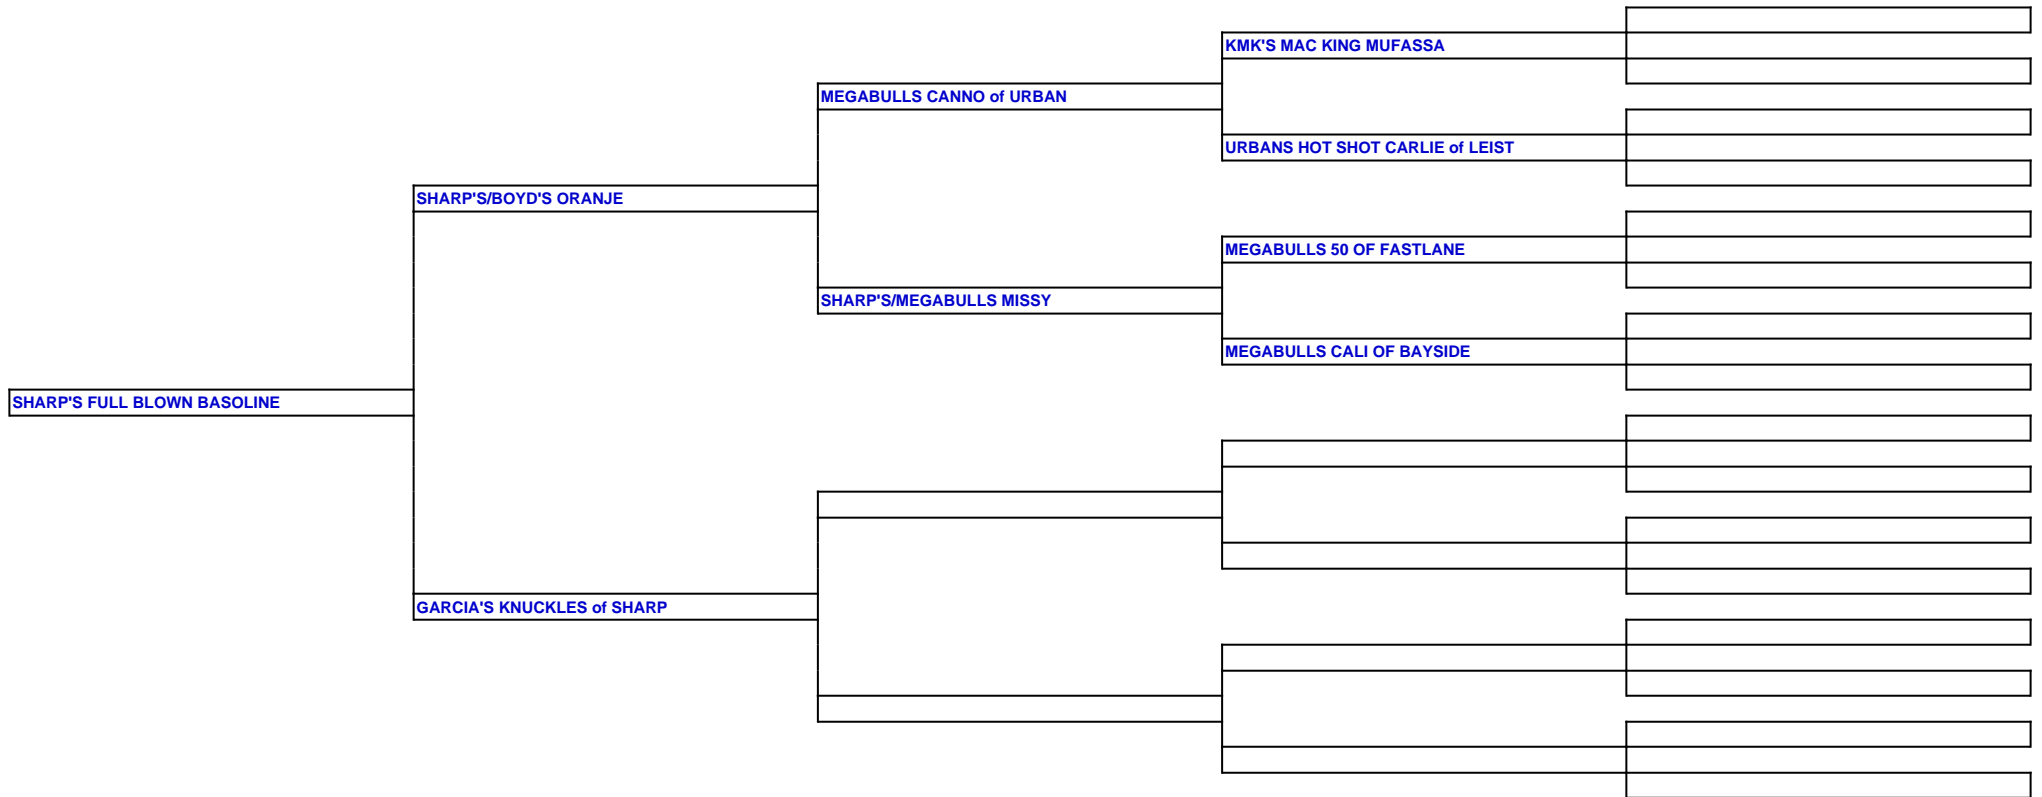 KMK'S MAC KING MUFASSA
MEGABULLS CANNO of URBAN
URBANS HOT SHOT CARLIE of LEIST
SHARP'S/BOYD'S ORANJE
MEGABULLS 50 OF FASTLANE
SHARP'S/MEGABULLS MISSY
MEGABULLS CALI OF BAYSIDE
SHARP'S FULL BLOWN BASOLINE
GARCIA'S KNUCKLES of SHARP